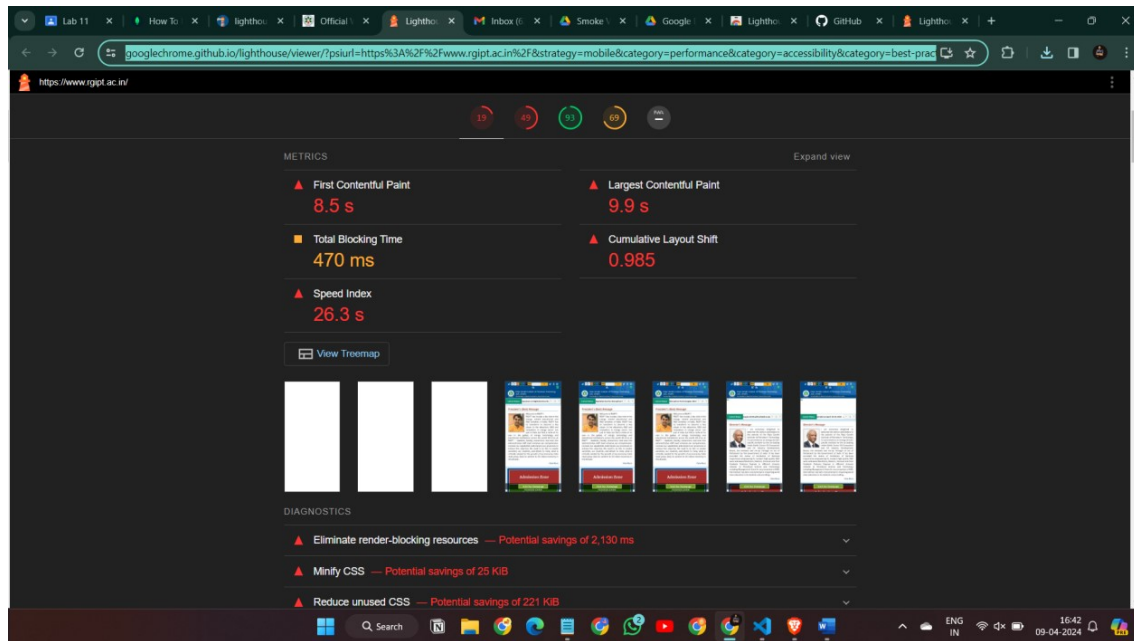 Lab 11
How To
lighthou
Official \
Lighthou
Inbox (6
Smoke \
Google
Lighthou
GitHub
Lighthou
googlechrome.github.io/lighthouse/viewer/?psiurl=https%3A%2F%2Fwww.rgipt.ac.in%2F&strategy=mobile&category=performance&category=accessibility&category=best-prac
https://www.rgipt.ac.in/
19 49 93 69 PWA
METRICS Expand view
First Contentful Paint Largest Contentful Paint
8.5 s 9.9 s
Total Blocking Time Cumulative Layout Shift
470 ms 0.985
Speed Index
26.3 s
View Treemap
Admission Door
DIAGNOSTICS
Eliminate render-blocking resources — Potential savings of 2,130 ms
Minify CSS — Potential savings of 25 KiB
Reduce unused CSS — Potential savings of 221 KiB
Search
2
ENG
IN
16:42
09-04-2024